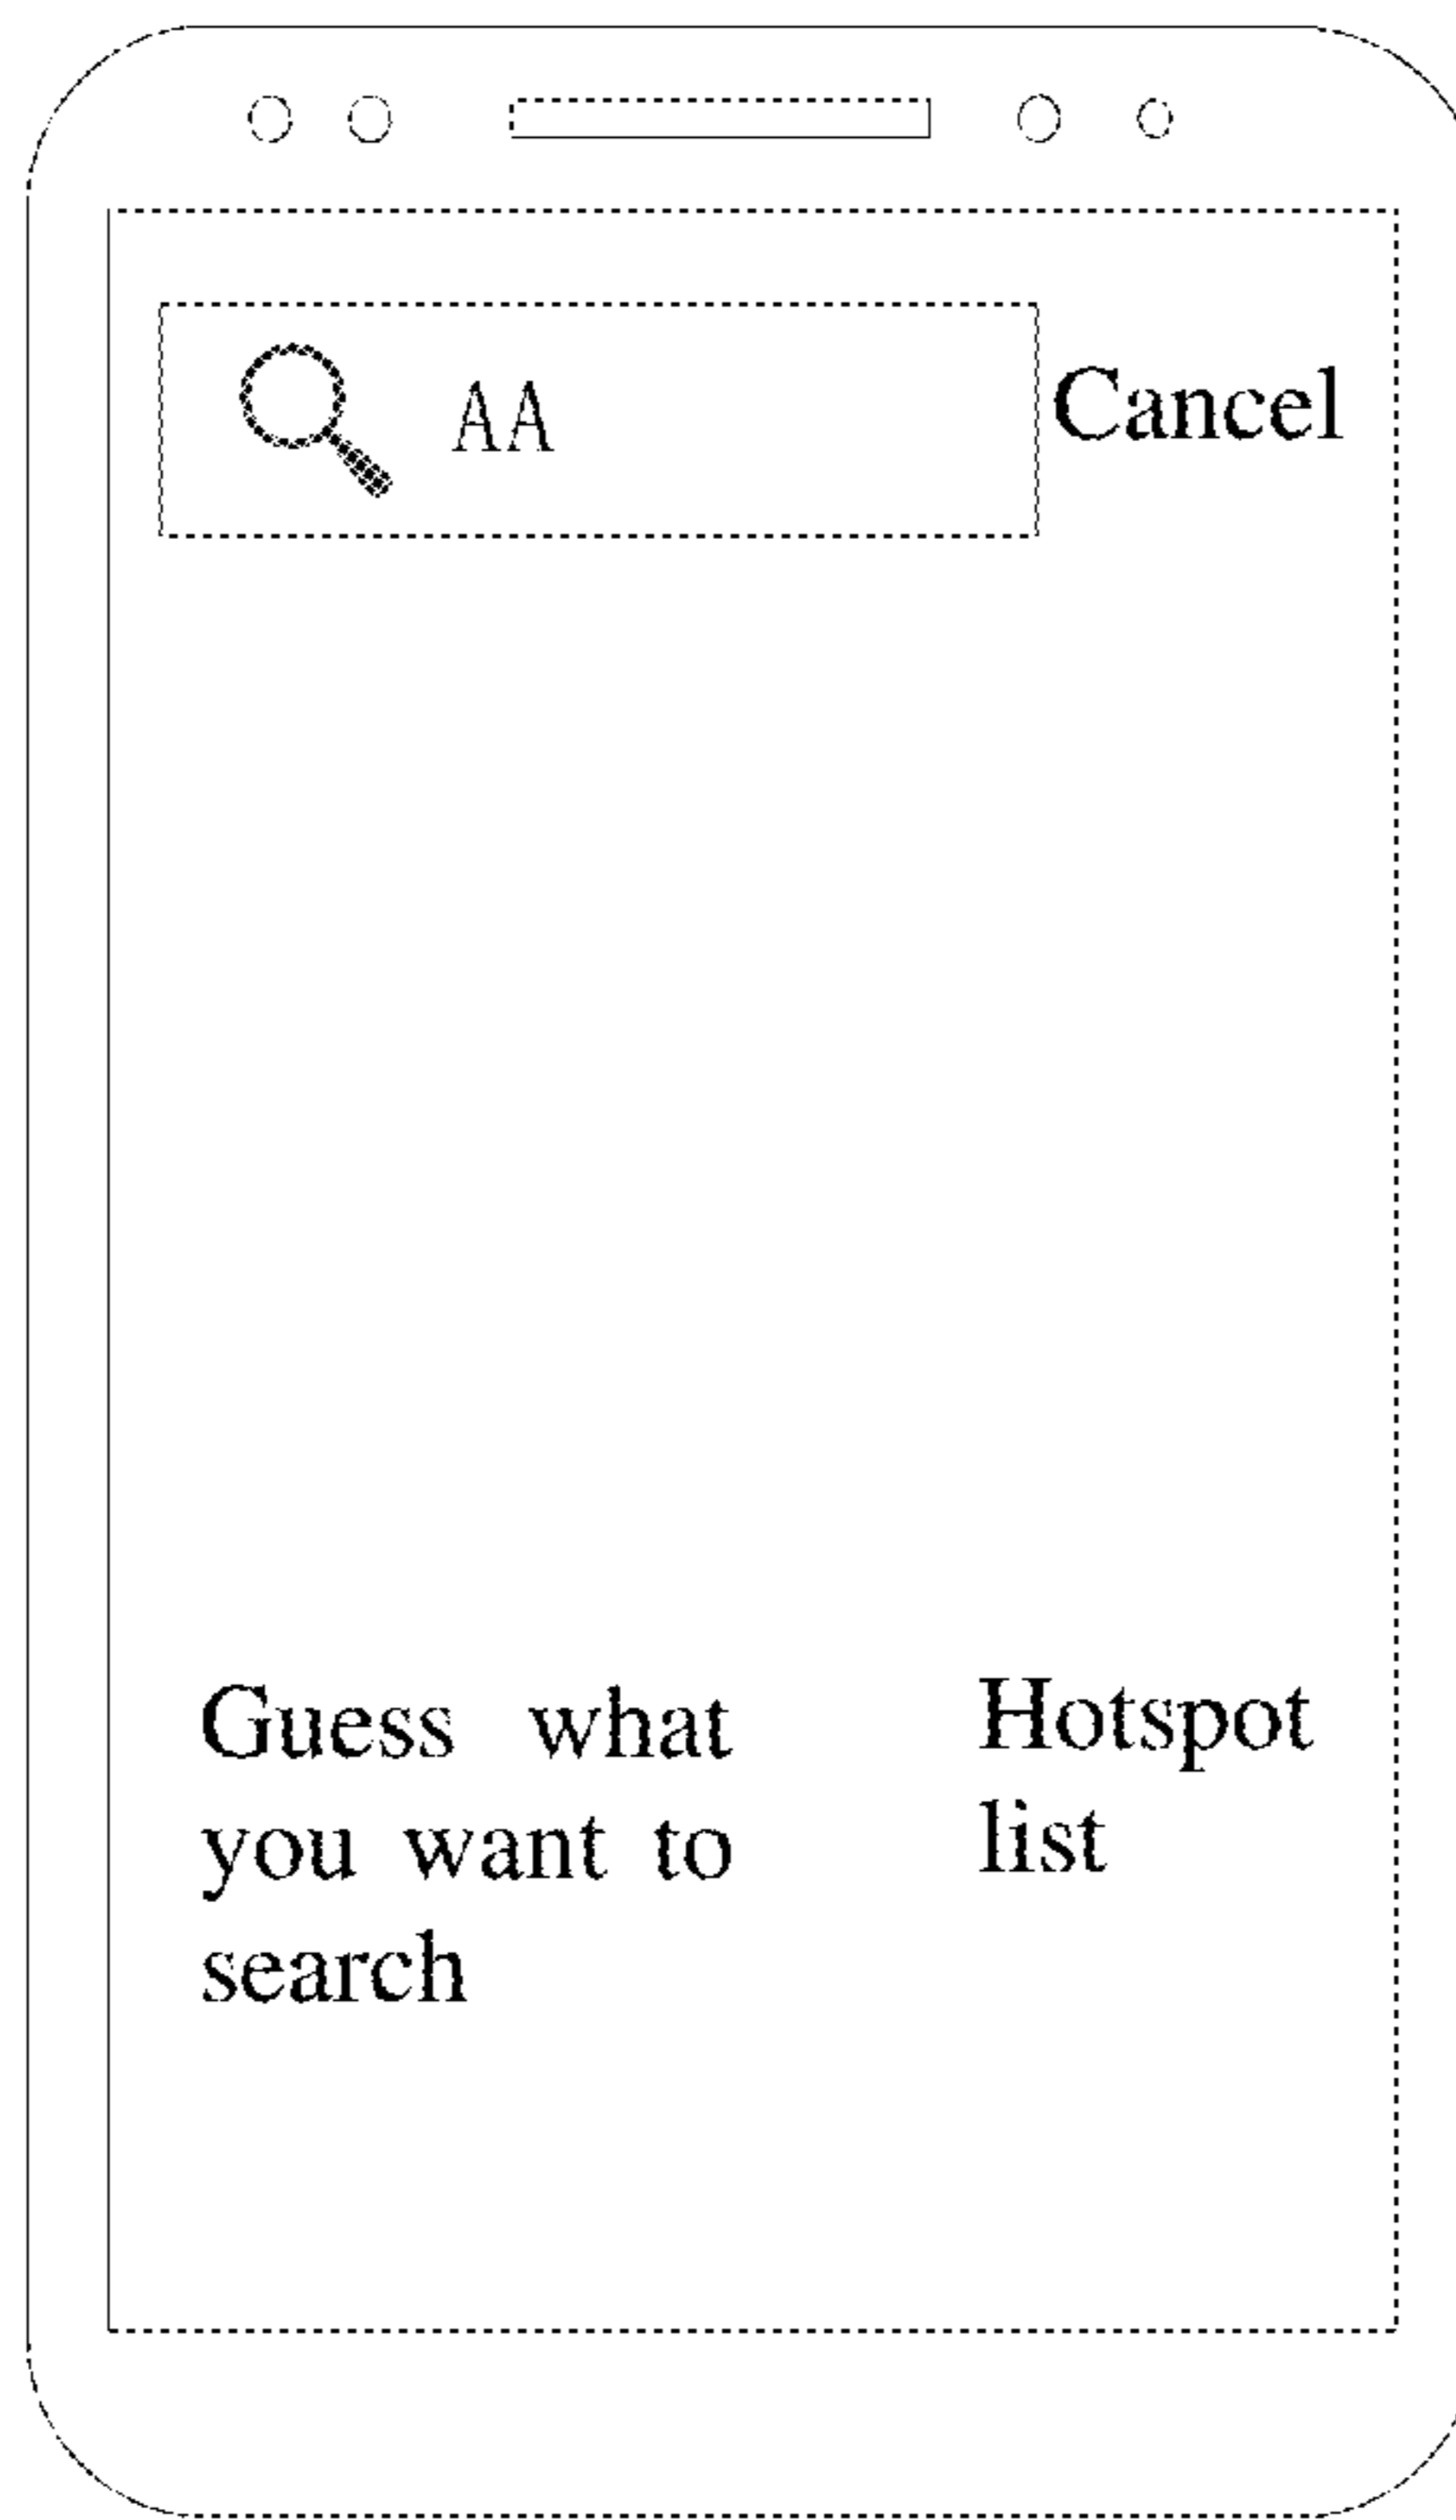 AA
Cancel
Guess what
you want to
search
Hotspot
list